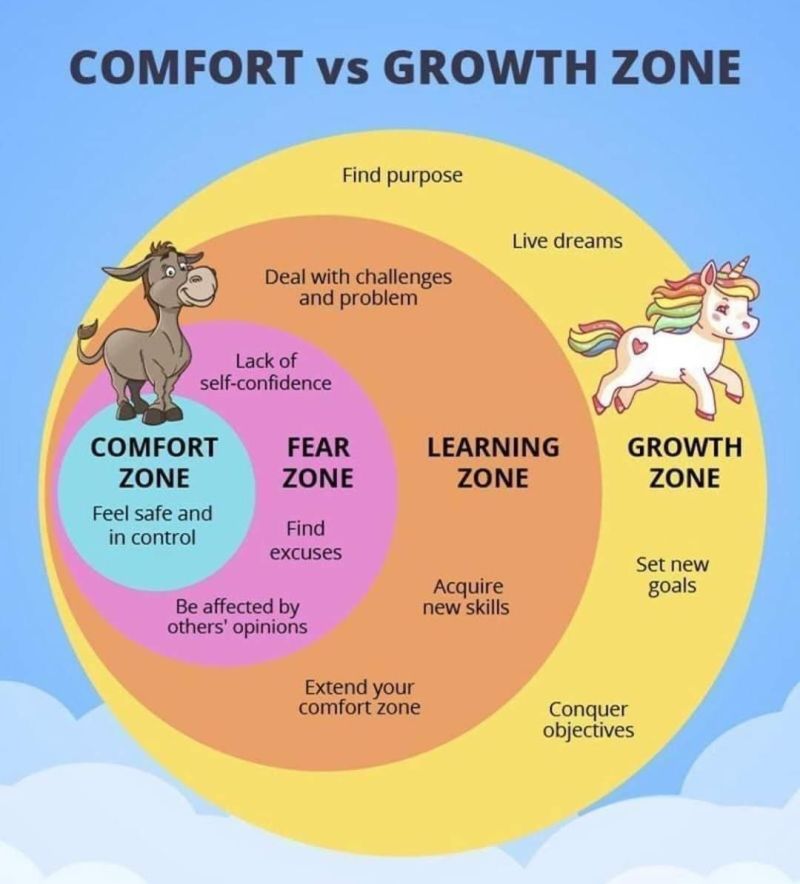 COMFORT vs GROWTH ZONE
Find purpose
Live dreams
Deal with challenges
and problem
Lack of
self-confidence
COMFORT
ZONE
Feel safe and
in control
FEAR
ZONE
Find
excuses
Be affected by
others' opinions
LEARNING
ZONE
Acquire
new skills
Extend your
comfort zone
GROWTH
ZONE
Set new
goals
Conquer
objectives